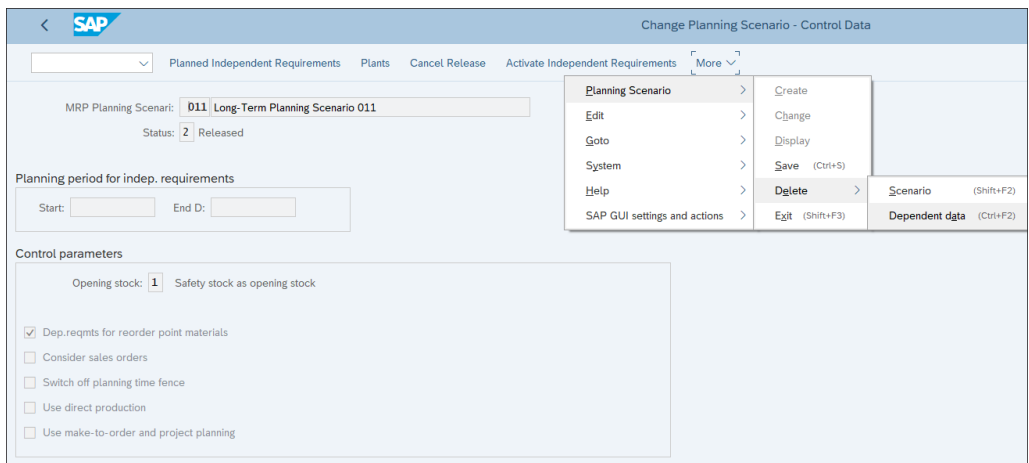 SAP Change Planning Scenario - Control Data
Planned Independent Requirements Plants Cancel Release Activate Independent Requirements More
MRP Planning Scenari: 011 Long-Term Planning Scenario 011
Status: 2 Released
Planning period for indep. requirements
Start: End D:
Control parameters
Opening stock: 1 Safety stock as opening stock
Dep.reqmts for reorder point materials
Consider sales orders
Switch off planning time fence
Use direct production
Use make-to-order and project planning
Planning Scenario
Edit
Goto
System
Help
SAP GUI settings and actions
Create
Change
Display
Save (Ctrl+S)
Delete
Exit (Shift+F3)
Scenario (Shift+F2)
Dependent data (Ctrl+F2)